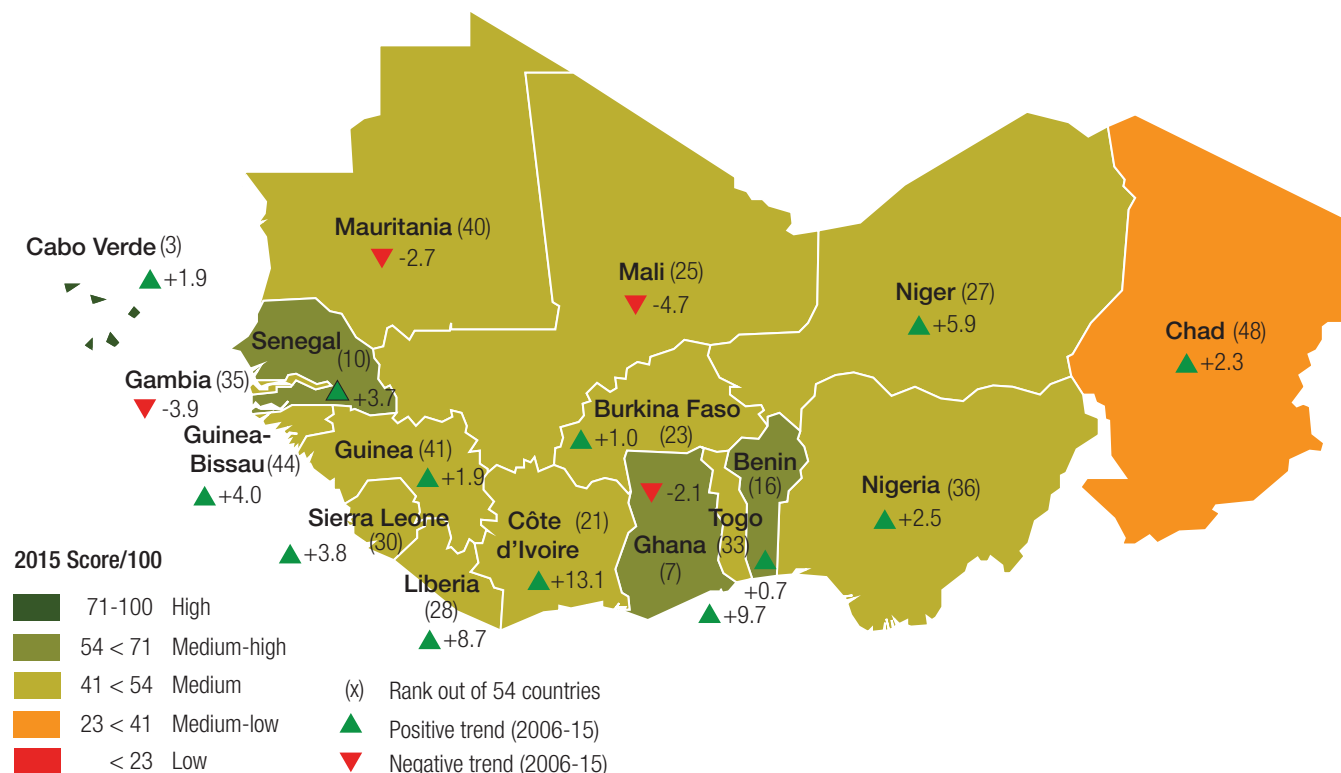 Mauritania (40)
-2.7
Cabo Verde (3)
+1.9
Mali (25)
-4.7
Niger (27)
+5.9
Chad (48)
+2.3
Senegal
(10)
+3.7
Gambia (35)
-3.9
Guinea-
Bissau (44)
+4.0
Guinea (41)
+1.9
Burkina Faso
(23)
+1.0
Benin
(16)
+0.7
Nigeria (36)
+2.5
Sierra Leone
(30)
+3.8
Côte (21)
d'Ivoire
+13.1
-2.1
Ghana
(7)
Togo
(33)
+9.7
Liberia
(28)
+8.7
2015 Score/100
71-100 High
54 < 71 Medium-high
41 < 54 Medium
23 < 41 Medium-low
< 23 Low
(x) Rank out of 54 countries
Positive trend (2006-15)
Negative trend (2006-15)